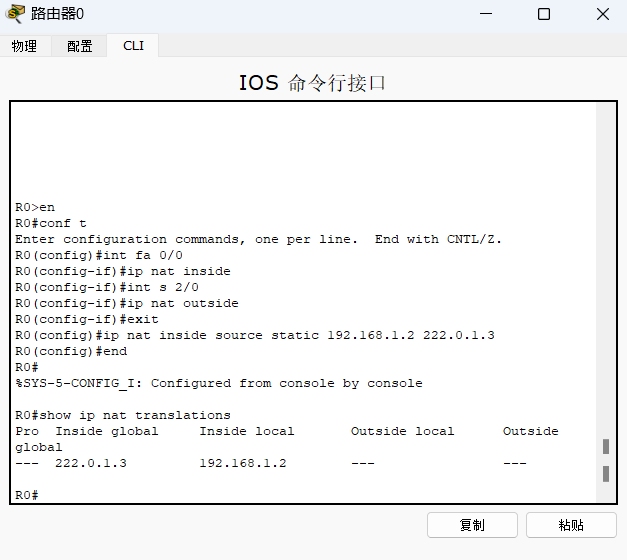 路由器0
物理 配置 CLI
IOS 命令行接口
R0>en
R0#conf t
Enter configuration commands, one per line.  End with CNTL/Z.
R0(config)#int fa 0/0
R0(config-if)#ip nat inside
R0(config-if)#int s 2/0
R0(config-if)#ip nat outside
R0(config-if)#exit
R0(config)#ip nat inside source static 192.168.1.2 222.0.1.3
R0(config)#end
R0#
%SYS-5-CONFIG_I: Configured from console by console
R0#show ip nat translations
Pro  Inside global     Inside local       Outside local      Outside
global
---  222.0.1.3         192.168.1.2        ---                ---
R0#
复制 粘贴